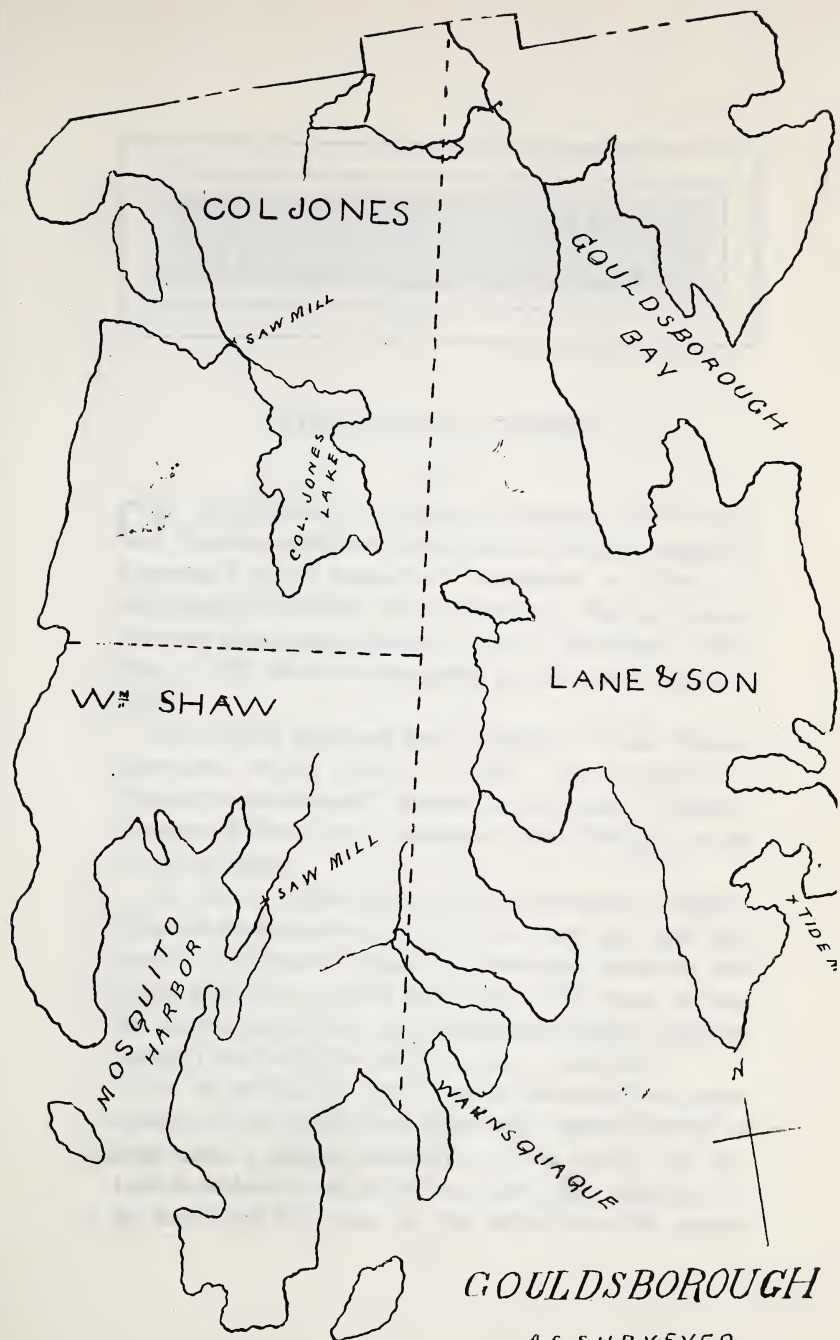 COL JONES
GOULDSBOROUGH
BAY
SAW MILL
COL. JONES
LAKE
Wᵐ SHAW
LANE & SON
SAW MILL
MOSQUITO
HARBOR
TIDE
N
WARNSQUAQUE
GOULDSBOROUGH
AS SURVEYED